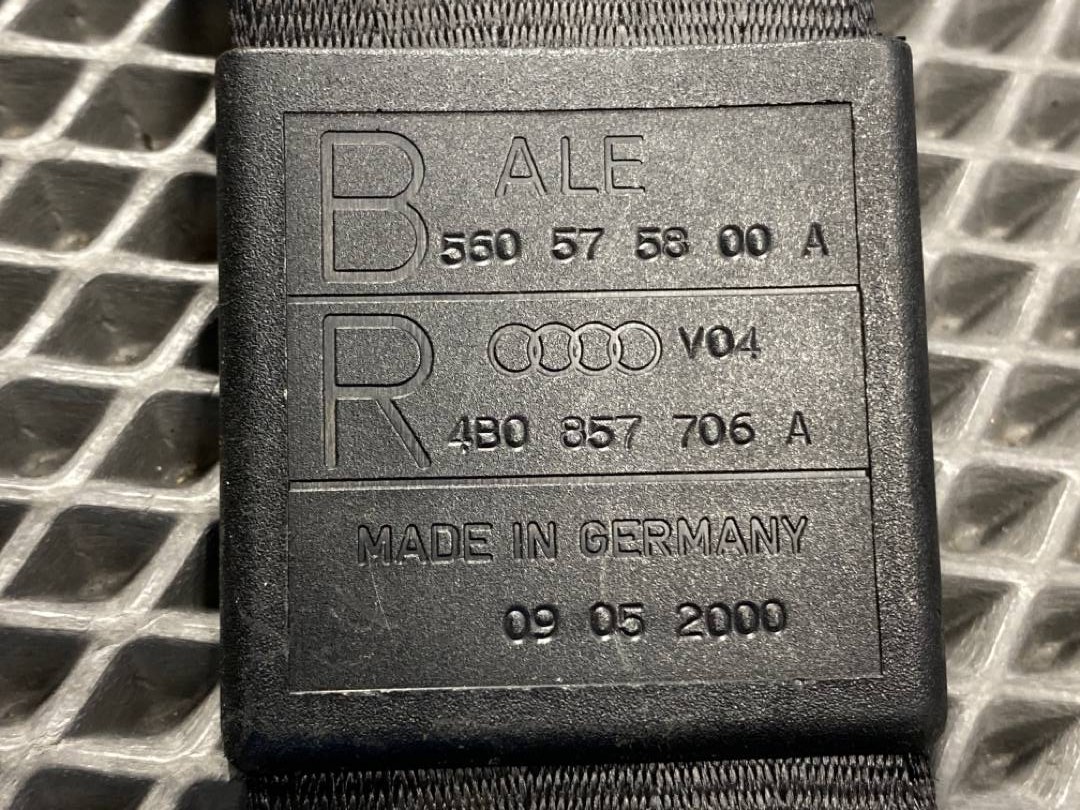 B ALE
560 57 58 00 A
R V04
4B0 857 706 A
MADE IN GERMANY
09 05 2000